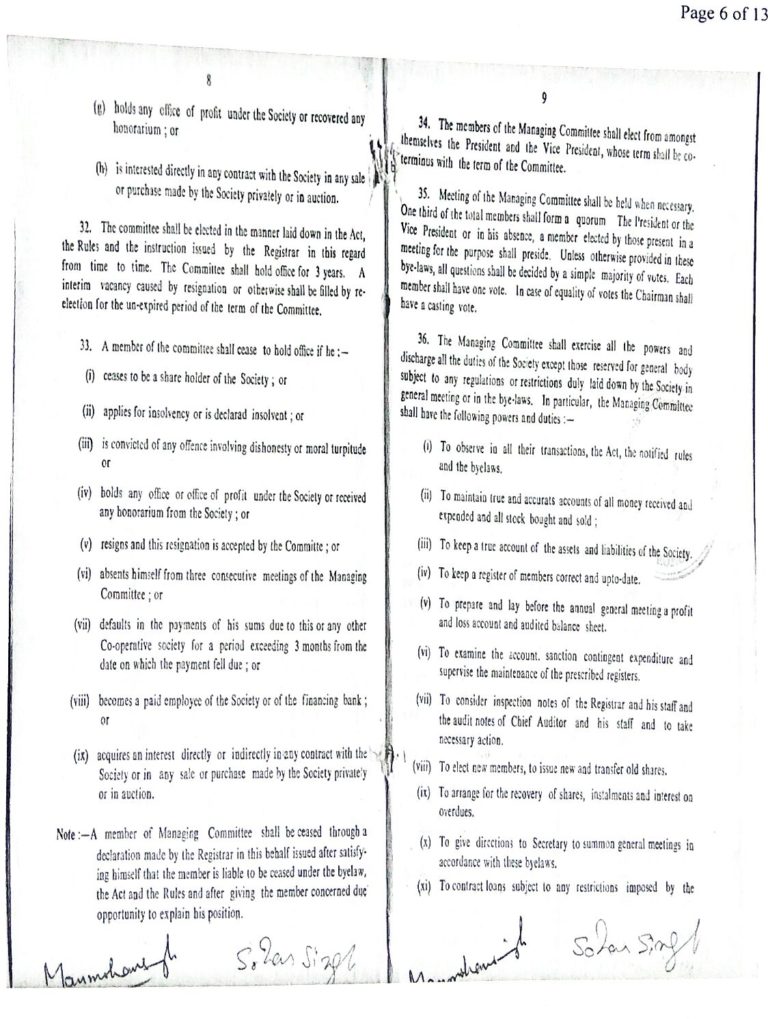 Page 6 of 13
8
(g) holds any office of profit under the Society or recovered any
honorarium ; or
(h) is interested directly in any contract with the Society in any sale
or purchase made by the Society privately or in auction.
32. The committee shall be elected in the manner laid down in the Act,
the Rules and the instruction issued by the Registrar in this regard
from time to time. The Committee shall hold office for 3 years. A
interim vacancy caused by resignation or otherwise shall be filled by re-
election for the un-expired period of the term of the Committee.
33. A member of the committee shall cease to hold office if he :—
(i) ceases to be a share holder of the Society ; or
(ii) applies for insolvency or is declarad insolvent ; or
(iii) is convicted of any offence involving dishonesty or moral turpitude
or
(iv) holds any office or office of profit under the Society or received
any honorarium from the Society ; or
(v) resigns and this resignation is accepted by the Committe ; or
(vi) absents himself from three consecutive meetings of the Managing
Committee ; or
(vii) defaults in the payments of his sums due to this or any other
Co-operative society for a period exceeding 3 months from the
date on which the payment fell due ; or
(viii) becomes a paid employee of the Society or of the financing bank ;
or
(ix) acquires an interest directly or indirectly in any contract with the
Society or in any sale or purchase made by the Society privately
or in auction.
Note :—A member of Managing Committee shall be ceased through a
declaration made by the Registrar in this behalf issued after satisfy-
ing himself that the member is liable to be ceased under the byelaw,
the Act and the Rules and after giving the member concerned due
opportunity to explain his position.
Manmohansingh
Sohan Singh
9
34. The members of the Managing Committee shall elect from amongst
themselves the President and the Vice President, whose term shall be co-
terminus with the term of the Committee.
35. Meeting of the Managing Committee shall be held when necessary.
One third of the total members shall form a quorum The President or the
Vice President or in his absence, a member elected by those present in a
meeting for the purpose shall preside. Unless otherwise provided in these
bye-laws, all questions shall be decided by a simple majority of votes. Each
member shall have one vote. In case of equality of votes the Chairman shall
have a casting vote.
36. The Managing Committee shall exercise all the powers and
discharge all the duties of the Society except those reserved for general body
subject to any regulations or restrictions duly laid down by the Society in
general meeting or in the bye-laws. In particular, the Managing Committee
shall have the following powers and duties :—
(i) To observe in all their transactions, the Act, the notified rules
and the byelaws.
(ii) To maintain true and accurats accounts of all money received and
expended and all stock bought and sold ;
(iii) To keep a true account of the assets and liabilities of the Society.
(iv) To keep a register of members correct and upto-date.
(v) To prepare and lay before the annual general meeting a profit
and loss account and audited balance sheet.
(vi) To examine the account. sanction contingent expenditure and
supervise the maintenance of the prescribed registers.
(vii) To consider inspection notes of the Registrar and his staff and
the audit notes of Chief Auditor and his staff and to take
necessary action.
(viii) To elect new members, to issue new and transfer old shares.
(ix) To arrange for the recovery of shares, instalments and interest on
overdues.
(x) To give directions to Secretary to summon general meetings in
accordance with these byelaws.
(xi) To contract loans subject to any restrictions imposed by the
Manmohansingh
Sohan Singh